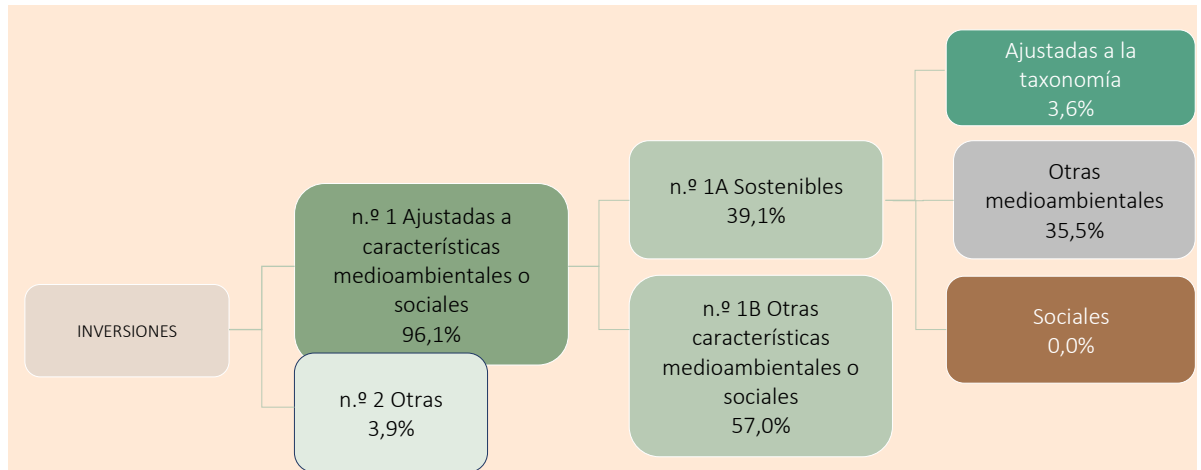 INVERSIONES
n.º 1 Ajustadas a
características
medioambientales o
sociales
96,1%
n.º 2 Otras
3,9%
n.º 1A Sostenibles
39,1%
n.º 1B Otras
características
medioambientales o
sociales
57,0%
Ajustadas a la
taxonomía
3,6%
Otras
medioambientales
35,5%
Sociales
0,0%